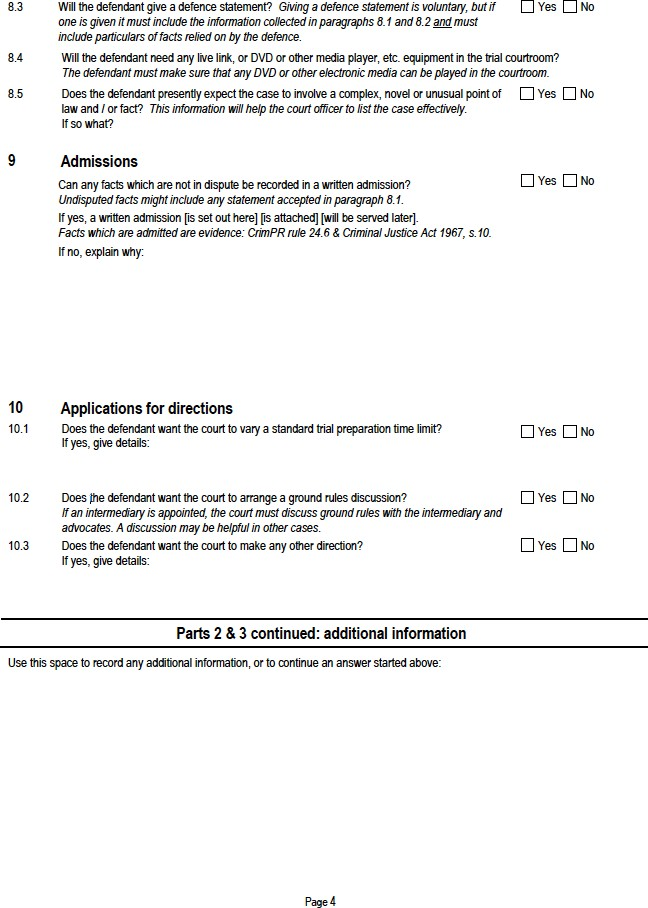 8.3 Will the defendant give a defence statement? Giving a defence statement is voluntary, but if ☐ Yes ☐ No
one is given it must include the information collected in paragraphs 8.1 and 8.2 and must
include particulars of facts relied on by the defence.
8.4 Will the defendant need any live link, or DVD or other media player, etc. equipment in the trial courtroom?
The defendant must make sure that any DVD or other electronic media can be played in the courtroom.
8.5 Does the defendant presently expect the case to involve a complex, novel or unusual point of ☐ Yes ☐ No
law and / or fact? This information will help the court officer to list the case effectively.
If so what?
9 Admissions
Can any facts which are not in dispute be recorded in a written admission? ☐ Yes ☐ No
Undisputed facts might include any statement accepted in paragraph 8.1.
If yes, a written admission [is set out here] [is attached] [will be served later].
Facts which are admitted are evidence: CrimPR rule 24.6 & Criminal Justice Act 1967, s.10.
If no, explain why:
10 Applications for directions
10.1 Does the defendant want the court to vary a standard trial preparation time limit? ☐ Yes ☐ No
If yes, give details:
10.2 Does the defendant want the court to arrange a ground rules discussion? ☐ Yes ☐ No
If an intermediary is appointed, the court must discuss ground rules with the intermediary and
advocates. A discussion may be helpful in other cases.
10.3 Does the defendant want the court to make any other direction? ☐ Yes ☐ No
If yes, give details:
Parts 2 & 3 continued: additional information
Use this space to record any additional information, or to continue an answer started above:
Page 4